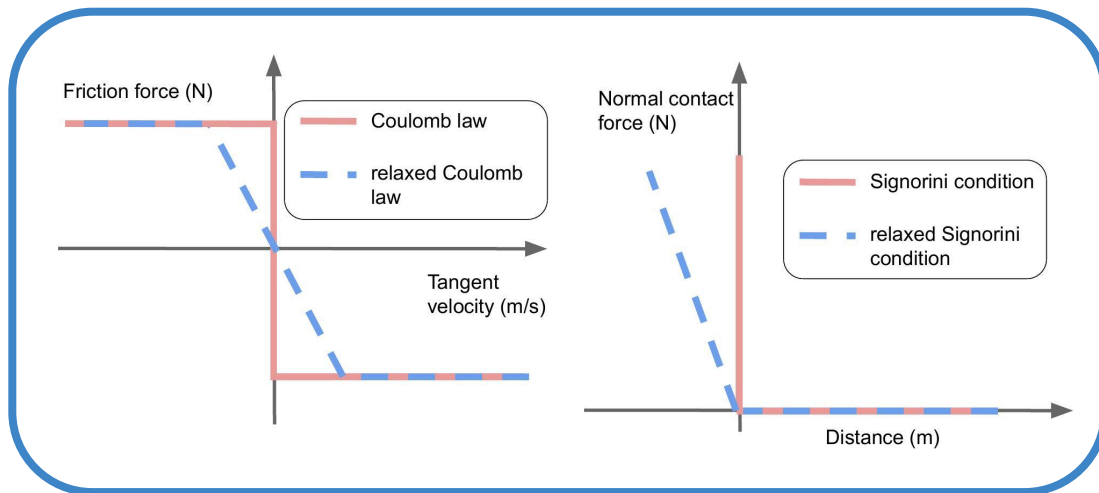 Friction force (N)
Coulomb law
relaxed Coulomb
law
Tangent
velocity (m/s)
Normal contact
force (N)
Signorini condition
relaxed Signorini
condition
Distance (m)